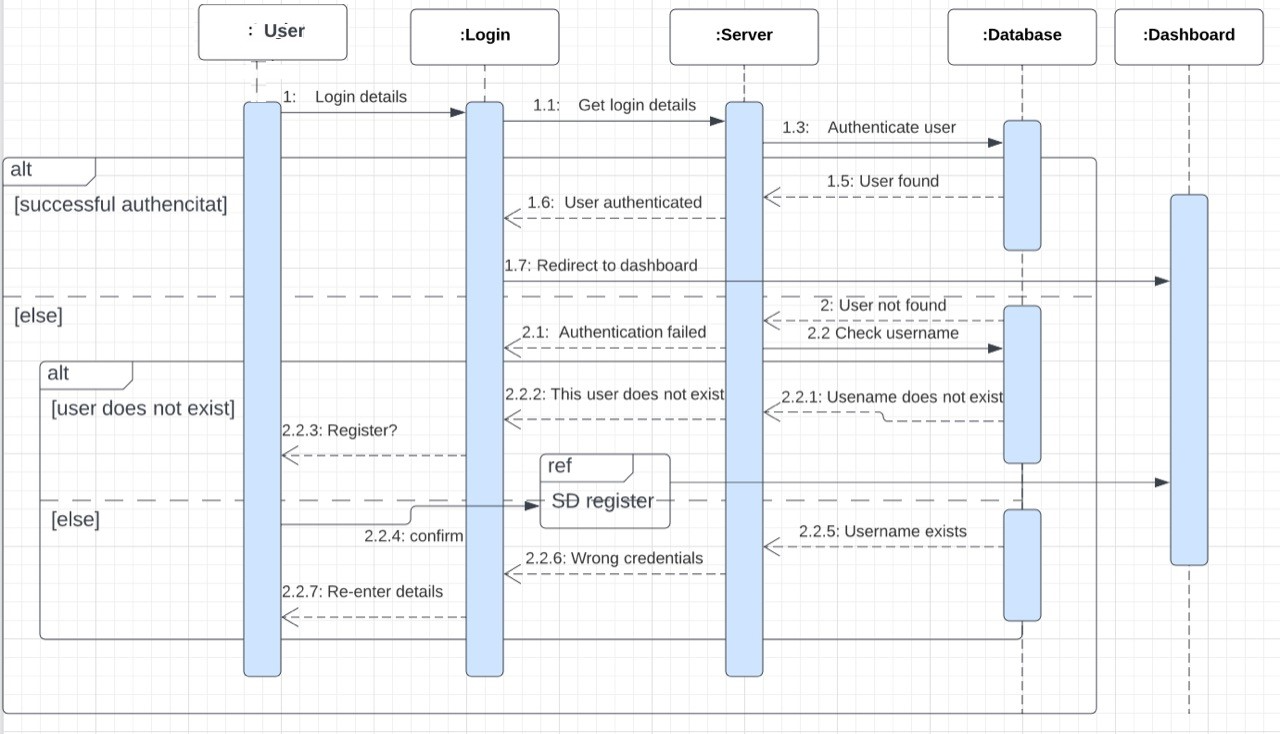 : User
:Login
:Server
:Database
:Dashboard
1: Login details
1.1: Get login details
1.3: Authenticate user
alt
[successful authencitat]
1.5: User found
1.6: User authenticated
1.7: Redirect to dashboard
[else]
2: User not found
2.1: Authentication failed
2.2 Check username
alt
[user does not exist]
2.2.1: Usename does not exist
2.2.2: This user does not exist
2.2.3: Register?
ref
SD register
[else]
2.2.4: confirm
2.2.5: Username exists
2.2.6: Wrong credentials
2.2.7: Re-enter details